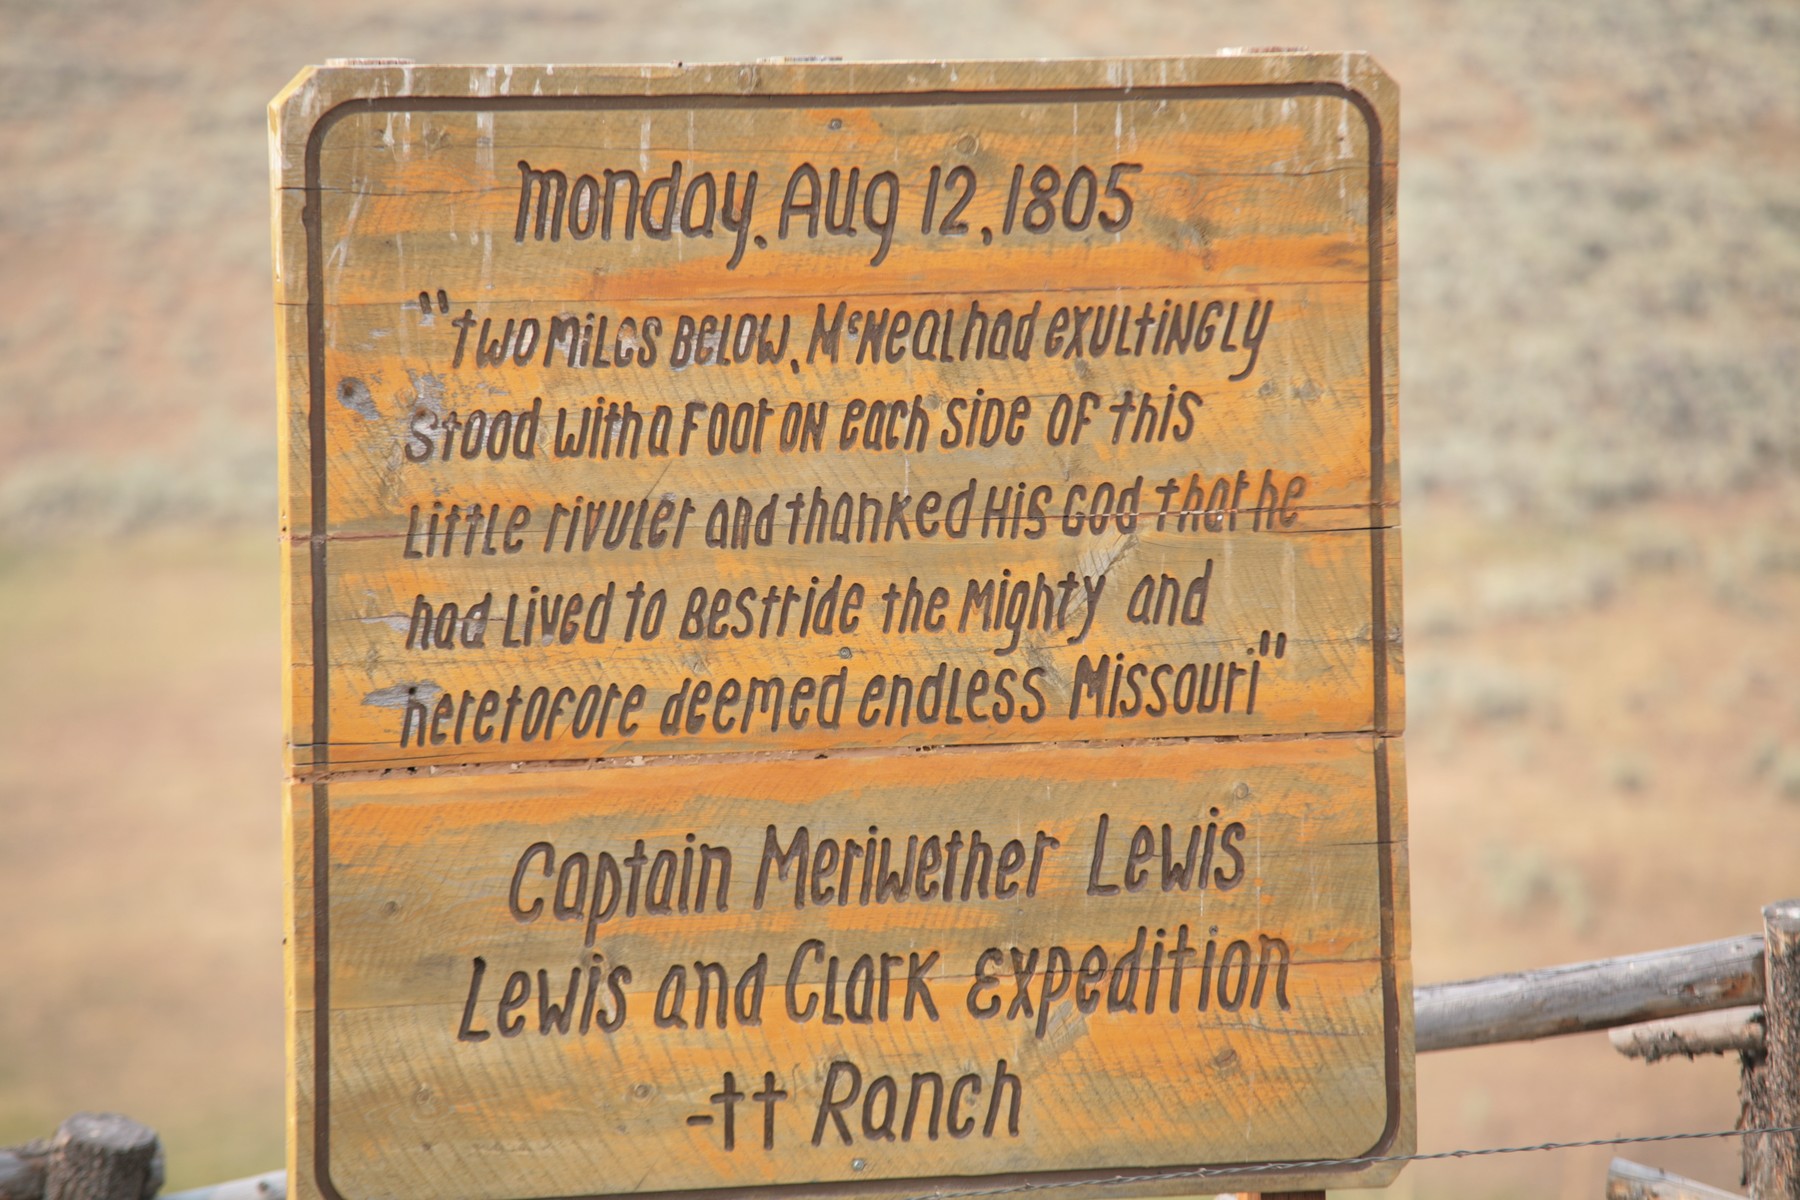 Monday, Aug 12, 1805
"Two miles below, McNeal had exultingly
stood with a foot on each side of this
little rivulet and thanked His God that he
had lived to bestride the mighty and
heretofore deemed endless Missouri"
Captain Meriwether Lewis
Lewis and Clark Expedition
-tt Ranch